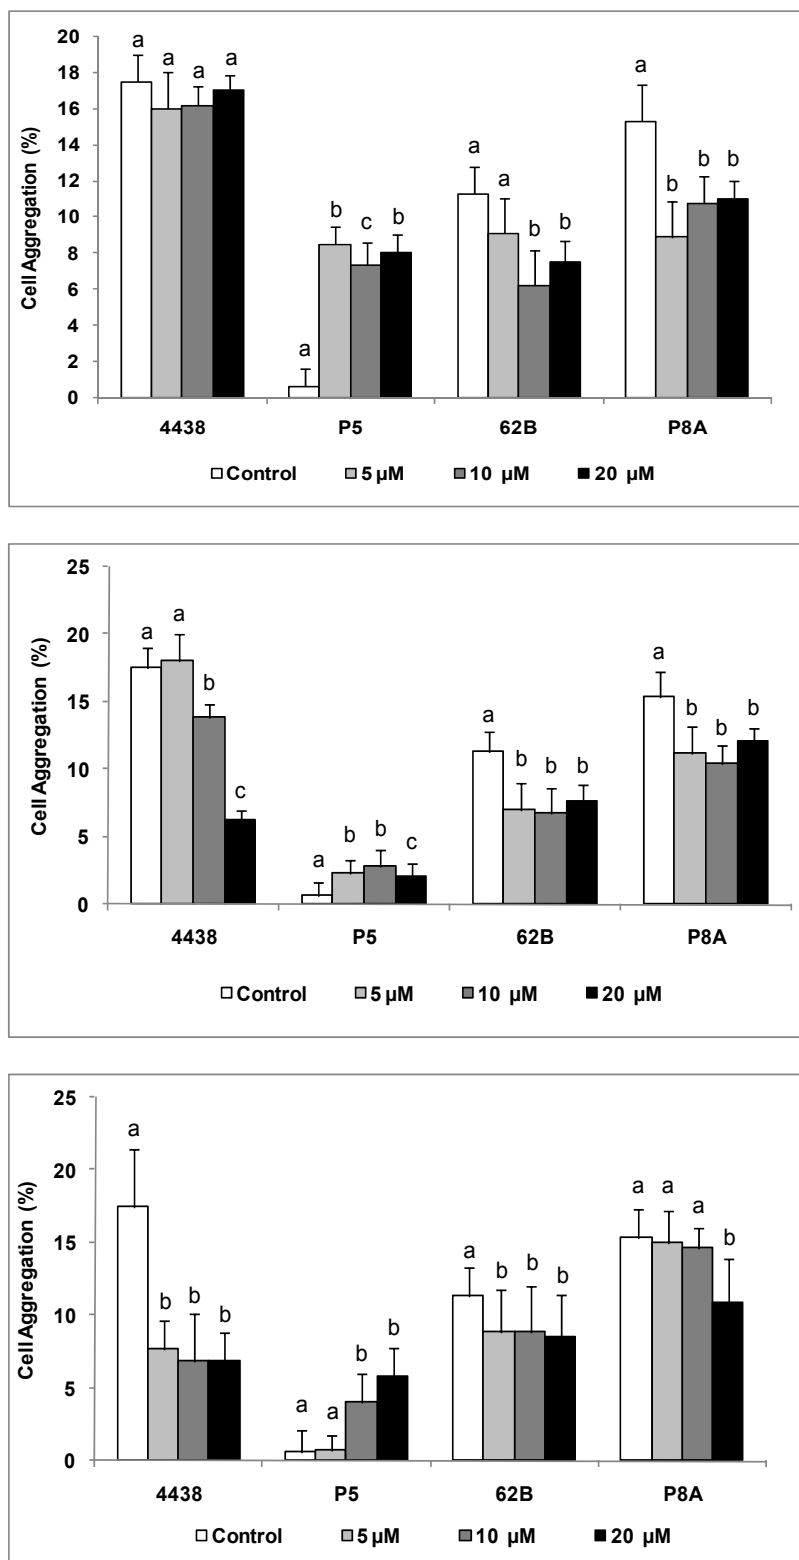 20
18
16
14
12
10
8
6
4
2
0
Cell Aggregation (%)
a a a a
a b c b
a a b b
a b b b
4438 P5 62B P8A
Control 5 µM 10 µM 20 µM
25
20
15
10
5
0
Cell Aggregation (%)
a a b c
a b b c
a b b b
a b b b
4438 P5 62B P8A
Control 5 µM 10 µM 20 µM
25
20
15
10
5
0
Cell Aggregation (%)
a b b b
a a b b
a b b b
a a a b
4438 P5 62B P8A
Control 5 µM 10 µM 20 µM